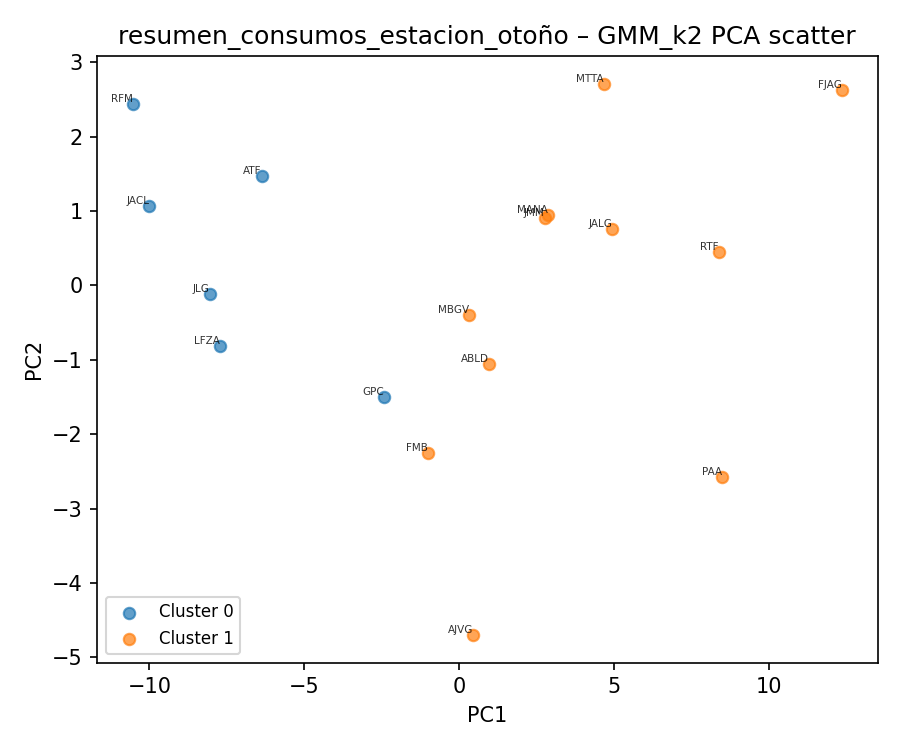 resumen_consumos_estacion_otoño – GMM_k2 PCA scatter
3
MTTA
FJAG
RFM
2
ATF
JACL
1
MANA
JMM
JALG
RTF
0
JLG
MBGV
LFZA
−1
ABLD
GPC
FMB
−2
PAA
−3
−4
AJVG
−5
Cluster 0
Cluster 1
−10
−5
0
5
10
PC1
PC2